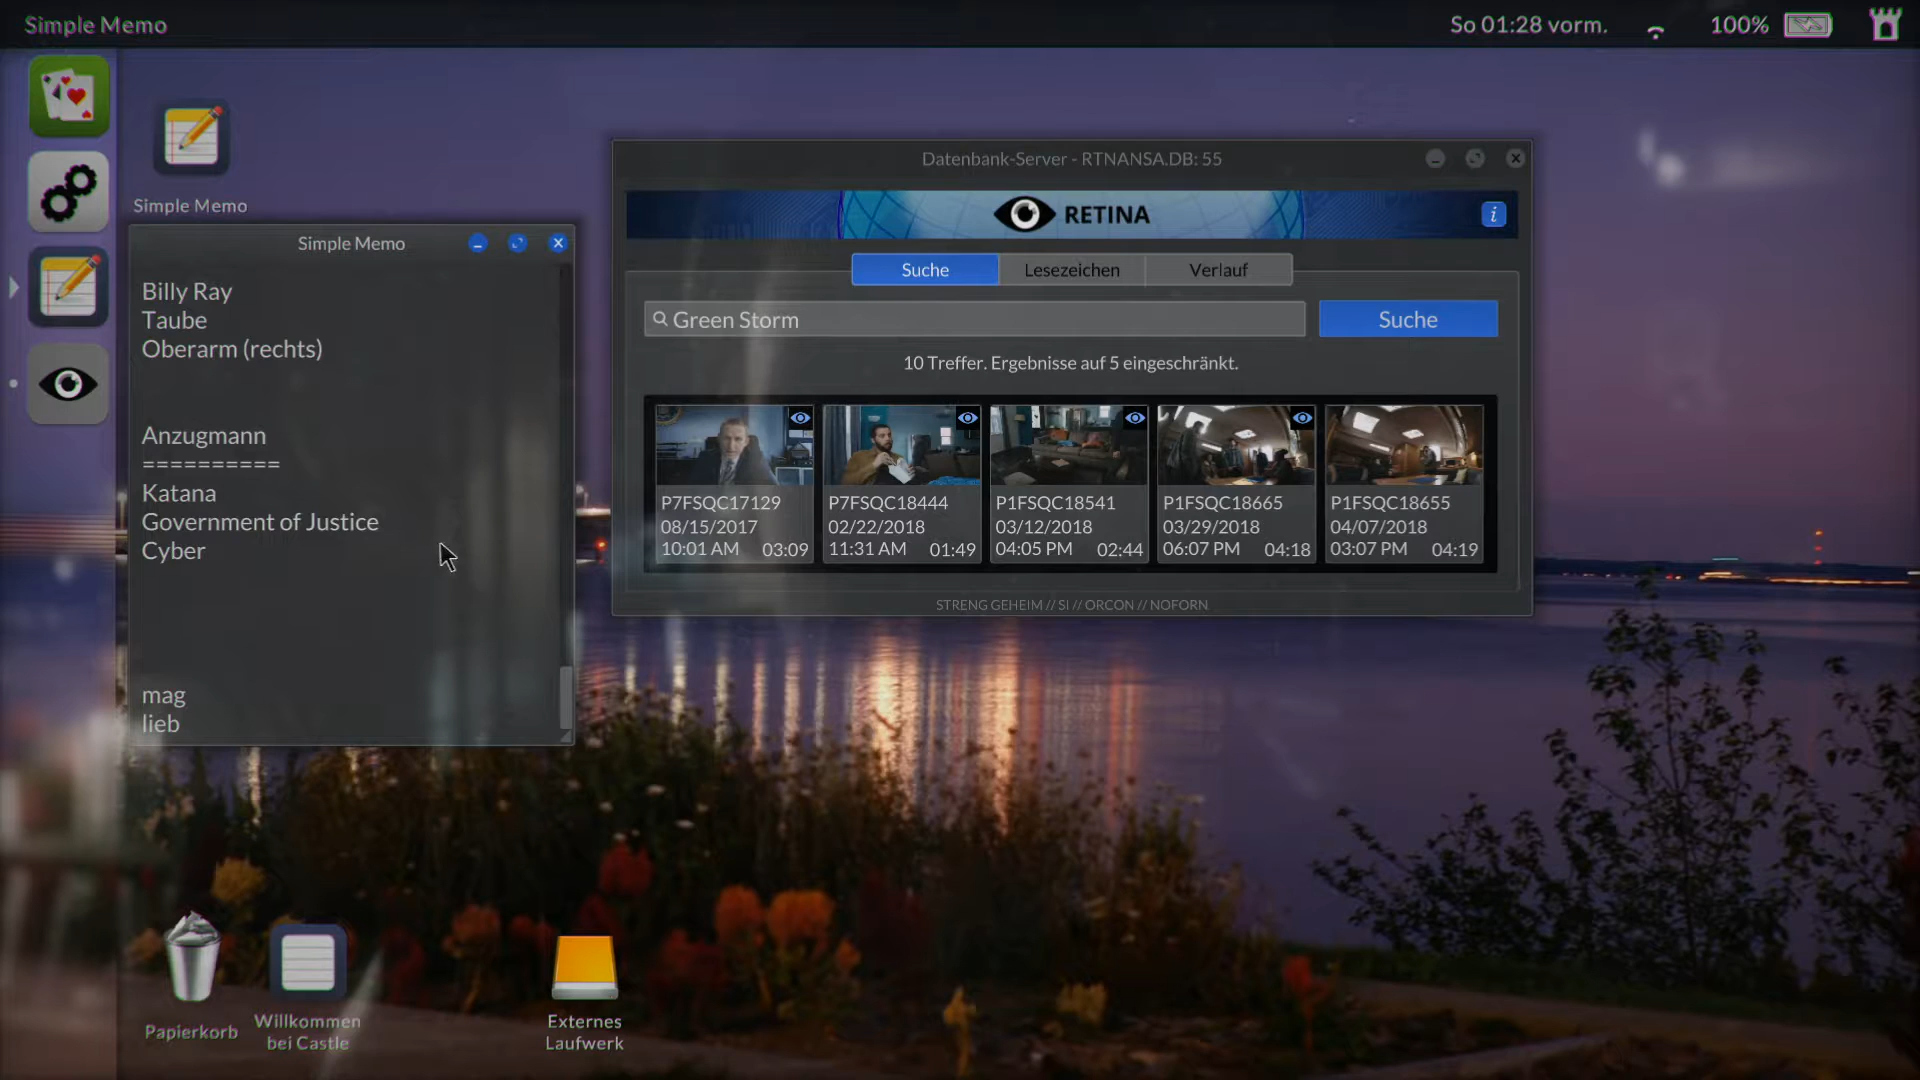 Simple Memo
So 01:28 vorm.
100%
Simple Memo
Simple Memo
Billy Ray
Taube
Oberarm (rechts)
Anzugmann
==========
Katana
Government of Justice
Cyber
mag
lieb
Datenbank-Server - RTNANSA.DB: 55
RETINA
i
Suche
Lesezeichen
Verlauf
Green Storm
Suche
10 Treffer. Ergebnisse auf 5 eingeschränkt.
P7FSQC17129
08/15/2017
10:01 AM 03:09
P7FSQC18444
02/22/2018
11:31 AM 01:49
P1FSQC18541
03/12/2018
04:05 PM 02:44
P1FSQC18665
03/29/2018
06:07 PM 04:18
P1FSQC18655
04/07/2018
03:07 PM 04:19
STRENG GEHEIM // SI // ORCON // NOFORN
Papierkorb
Willkommen
bei Castle
Externes
Laufwerk